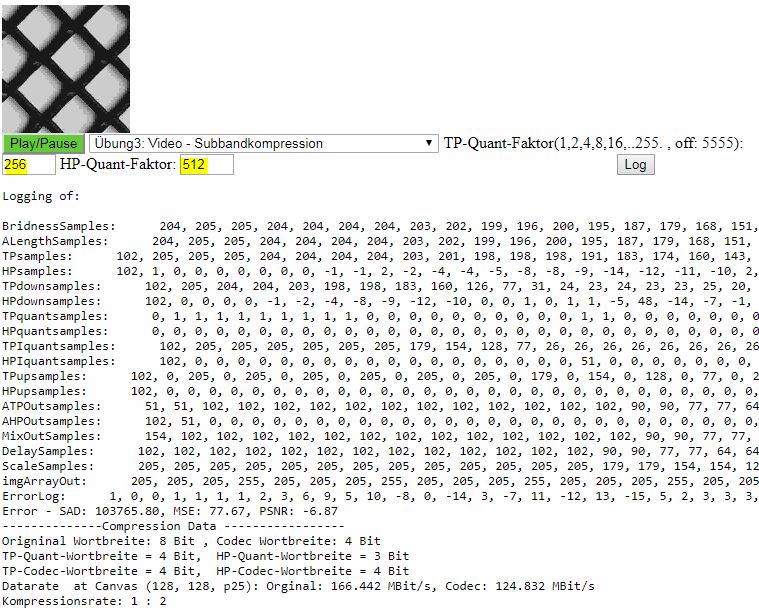 Play/Pause Übung3: Video - Subbandkompression TP-Quant-Faktor(1,2,4,8,16,..255. , off: 5555):
256 HP-Quant-Faktor: 512 Log
Logging of:
BridnessSamples: 204, 205, 205, 204, 204, 204, 204, 203, 202, 199, 196, 200, 195, 187, 179, 168, 151,
ALengthSamples: 204, 205, 205, 204, 204, 204, 204, 203, 202, 199, 196, 200, 195, 187, 179, 168, 151,
TPsamples: 102, 205, 205, 205, 204, 204, 204, 204, 203, 201, 198, 198, 198, 191, 183, 174, 160, 143,
HPsamples: 102, 1, 0, 0, 0, 0, 0, 0, 0, -1, -1, 2, -2, -4, -4, -5, -8, -8, -9, -14, -12, -11, -10, 2,
TPdownsamples: 102, 205, 204, 204, 203, 198, 198, 183, 160, 126, 77, 31, 24, 23, 24, 23, 23, 25, 20,
HPdownsamples: 102, 0, 0, 0, 0, -1, -2, -4, -8, -9, -12, -10, 0, 0, 1, 0, 1, 1, -5, 48, -14, -7, -1,
TPquantsamples: 0, 1, 1, 1, 1, 1, 1, 1, 1, 1, 0, 0, 0, 0, 0, 0, 0, 0, 0, 0, 1, 1, 0, 0, 0, 0, 0, 0
HPquantsamples: 0, 0, 0, 0, 0, 0, 0, 0, 0, 0, 0, 0, 0, 0, 0, 0, 0, 0, 0, 0, 0, 0, 0, 0, 0, 0, 0, 0
TPIquantsamples: 102, 205, 205, 205, 205, 205, 205, 179, 154, 128, 77, 26, 26, 26, 26, 26, 26, 26, 26
HPIquantsamples: 102, 0, 0, 0, 0, 0, 0, 0, 0, 0, 0, 0, 0, 0, 0, 0, 0, 0, 0, 51, 0, 0, 0, 0, 0, 0, 0,
TPupsamples: 102, 0, 205, 0, 205, 0, 205, 0, 205, 0, 205, 0, 205, 0, 179, 0, 154, 0, 128, 0, 77, 0, 2
HPupsamples: 102, 0, 0, 0, 0, 0, 0, 0, 0, 0, 0, 0, 0, 0, 0, 0, 0, 0, 0, 0, 0, 0, 0, 0, 0, 0, 0, 0,
ATPOutsamples: 51, 51, 102, 102, 102, 102, 102, 102, 102, 102, 102, 102, 102, 102, 90, 90, 77, 77, 64
AHPOutsamples: 102, 51, 0, 0, 0, 0, 0, 0, 0, 0, 0, 0, 0, 0, 0, 0, 0, 0, 0, 0, 0, 0, 0, 0, 0, 0, 0,
MixOutSamples: 154, 102, 102, 102, 102, 102, 102, 102, 102, 102, 102, 102, 102, 102, 90, 90, 77, 77,
DelaySamples: 102, 102, 102, 102, 102, 102, 102, 102, 102, 102, 102, 102, 102, 90, 90, 77, 77, 64, 64
ScaleSamples: 205, 205, 205, 205, 205, 205, 205, 205, 205, 205, 205, 205, 205, 179, 179, 154, 154, 12
imgArrayOut: 205, 205, 205, 255, 205, 205, 205, 255, 205, 205, 205, 255, 205, 205, 205, 255, 205, 205
ErrorLog: 1, 0, 0, 1, 1, 1, 1, 2, 3, 6, 9, 5, 10, -8, 0, -14, 3, -7, 11, -12, 13, -15, 5, 2, 3, 3, 3,
Error - SAD: 103765.80, MSE: 77.67, PSNR: -6.87
--------------Compression Data -----------------
Origninal Wortbreite: 8 Bit , Codec Wortbreite: 4 Bit
TP-Quant-Wortbreite = 4 Bit, HP-Quant-Wortbreite = 3 Bit
TP-Codec-Wortbreite = 4 Bit, HP-Codec-Wortbreite = 4 Bit
Datarate at Canvas (128, 128, p25): Orginal: 166.442 MBit/s, Codec: 124.832 MBit/s
Kompressionsrate: 1 : 2